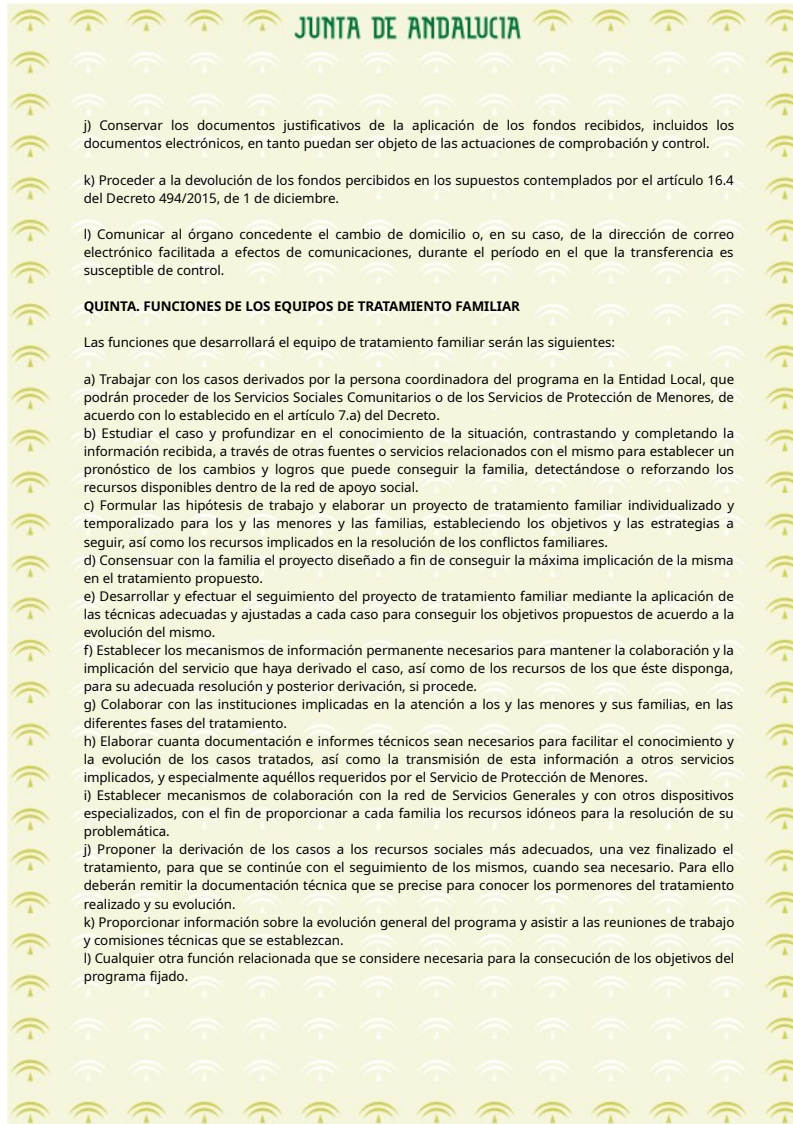 JUNTA DE ANDALUCIA
j) Conservar los documentos justificativos de la aplicación de los fondos recibidos, incluidos los
documentos electrónicos, en tanto puedan ser objeto de las actuaciones de comprobación y control.
k) Proceder a la devolución de los fondos percibidos en los supuestos contemplados por el artículo 16.4
del Decreto 494/2015, de 1 de diciembre.
l) Comunicar al órgano concedente el cambio de domicilio o, en su caso, de la dirección de correo
electrónico facilitada a efectos de comunicaciones, durante el período en el que la transferencia es
susceptible de control.
QUINTA. FUNCIONES DE LOS EQUIPOS DE TRATAMIENTO FAMILIAR
Las funciones que desarrollará el equipo de tratamiento familiar serán las siguientes:
a) Trabajar con los casos derivados por la persona coordinadora del programa en la Entidad Local, que
podrán proceder de los Servicios Sociales Comunitarios o de los Servicios de Protección de Menores, de
acuerdo con lo establecido en el artículo 7.a) del Decreto.
b) Estudiar el caso y profundizar en el conocimiento de la situación, contrastando y completando la
información recibida, a través de otras fuentes o servicios relacionados con el mismo para establecer un
pronóstico de los cambios y logros que puede conseguir la familia, detectándose o reforzando los
recursos disponibles dentro de la red de apoyo social.
c) Formular las hipótesis de trabajo y elaborar un proyecto de tratamiento familiar individualizado y
temporalizado para los y las menores y las familias, estableciendo los objetivos y las estrategias a
seguir, así como los recursos implicados en la resolución de los conflictos familiares.
d) Consensuar con la familia el proyecto diseñado a fin de conseguir la máxima implicación de la misma
en el tratamiento propuesto.
e) Desarrollar y efectuar el seguimiento del proyecto de tratamiento familiar mediante la aplicación de
las técnicas adecuadas y ajustadas a cada caso para conseguir los objetivos propuestos de acuerdo a la
evolución del mismo.
f) Establecer los mecanismos de información permanente necesarios para mantener la colaboración y la
implicación del servicio que haya derivado el caso, así como de los recursos de los que éste disponga,
para su adecuada resolución y posterior derivación, si procede.
g) Colaborar con las instituciones implicadas en la atención a los y las menores y sus familias, en las
diferentes fases del tratamiento.
h) Elaborar cuanta documentación e informes técnicos sean necesarios para facilitar el conocimiento y
la evolución de los casos tratados, así como la transmisión de esta información a otros servicios
implicados, y especialmente aquéllos requeridos por el Servicio de Protección de Menores.
i) Establecer mecanismos de colaboración con la red de Servicios Generales y con otros dispositivos
especializados, con el fin de proporcionar a cada familia los recursos idóneos para la resolución de su
problemática.
j) Proponer la derivación de los casos a los recursos sociales más adecuados, una vez finalizado el
tratamiento, para que se continúe con el seguimiento de los mismos, cuando sea necesario. Para ello
deberán remitir la documentación técnica que se precise para conocer los pormenores del tratamiento
realizado y su evolución.
k) Proporcionar información sobre la evolución general del programa y asistir a las reuniones de trabajo
y comisiones técnicas que se establezcan.
l) Cualquier otra función relacionada que se considere necesaria para la consecución de los objetivos del
programa fijado.